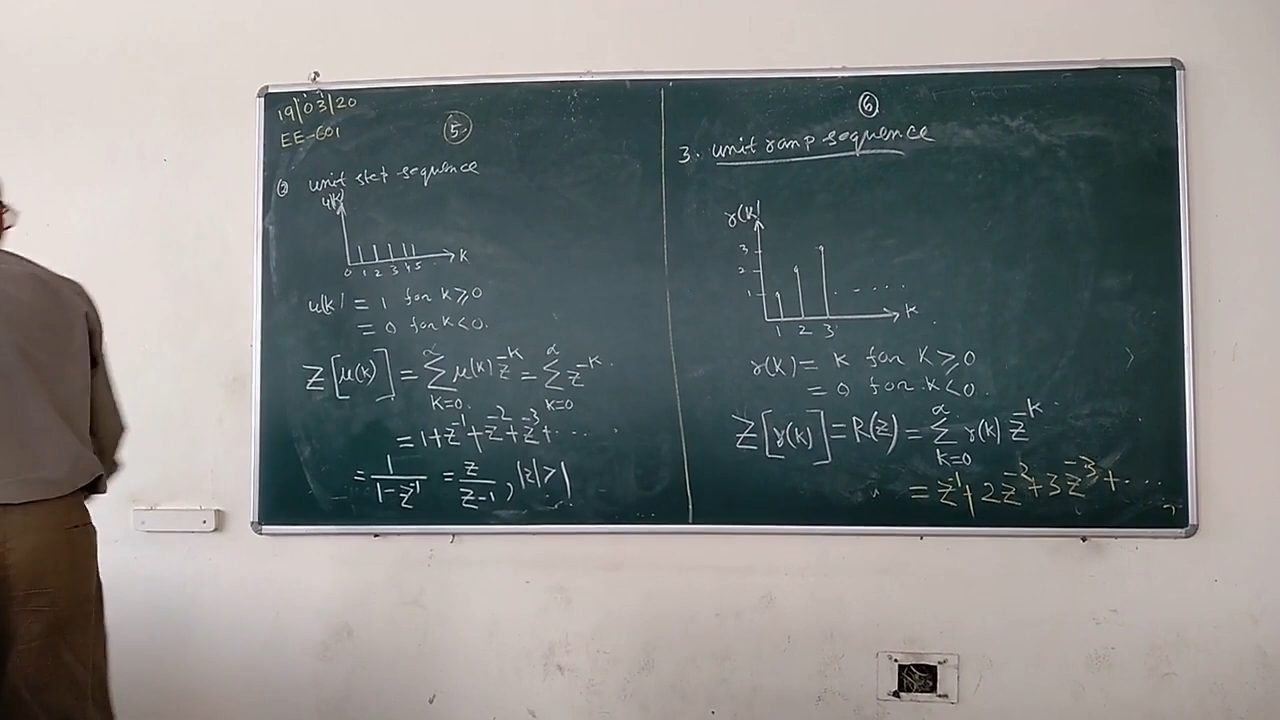 19/03/20
EE-601
5.
② unit step sequence
u(k)
k
0 1 2 3 4 5
u(k) = 1 for k ≥ 0
= 0 for k < 0.
Z[μ(k)] = ∑_{k=0}^{∝} μ(k) z^{-k} = ∑_{k=0}^{∝} z^{-k}.
= 1 + z^{-1} + z^{-2} + z^{-3} + .....
= 1/(1 - z^{-1}) = z/(z - 1), |z| > 1
6
3. unit ramp sequence
r(k)
3
2
1
k
1 2 3
r(k) = k for k ≥ 0
= 0 for k < 0.
Z[r(k)] = R(z) = ∑_{k=0}^{∝} r(k) z^{-k}
= z^{-1} + 2z^{-2} + 3z^{-3} + ....